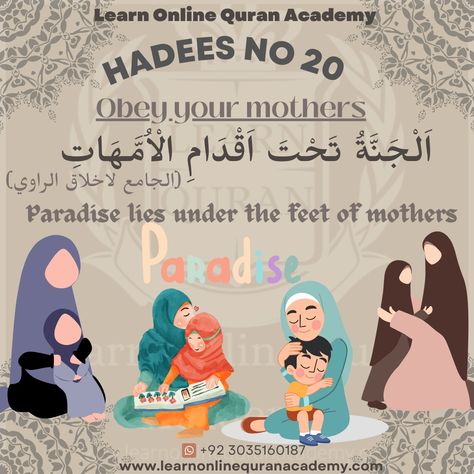 Learn Online Quran Academy
HADEES NO 20
Obey your mothers
اَلْجَنَّةُ تَحْتَ اَقْدَامِ الْاُمَّهَاتِ
(الجامع لاخلاق الراوي)
Paradise lies under the feet of mothers
Paradise
+92 3035160187
www.learnonlinequranacademy.com